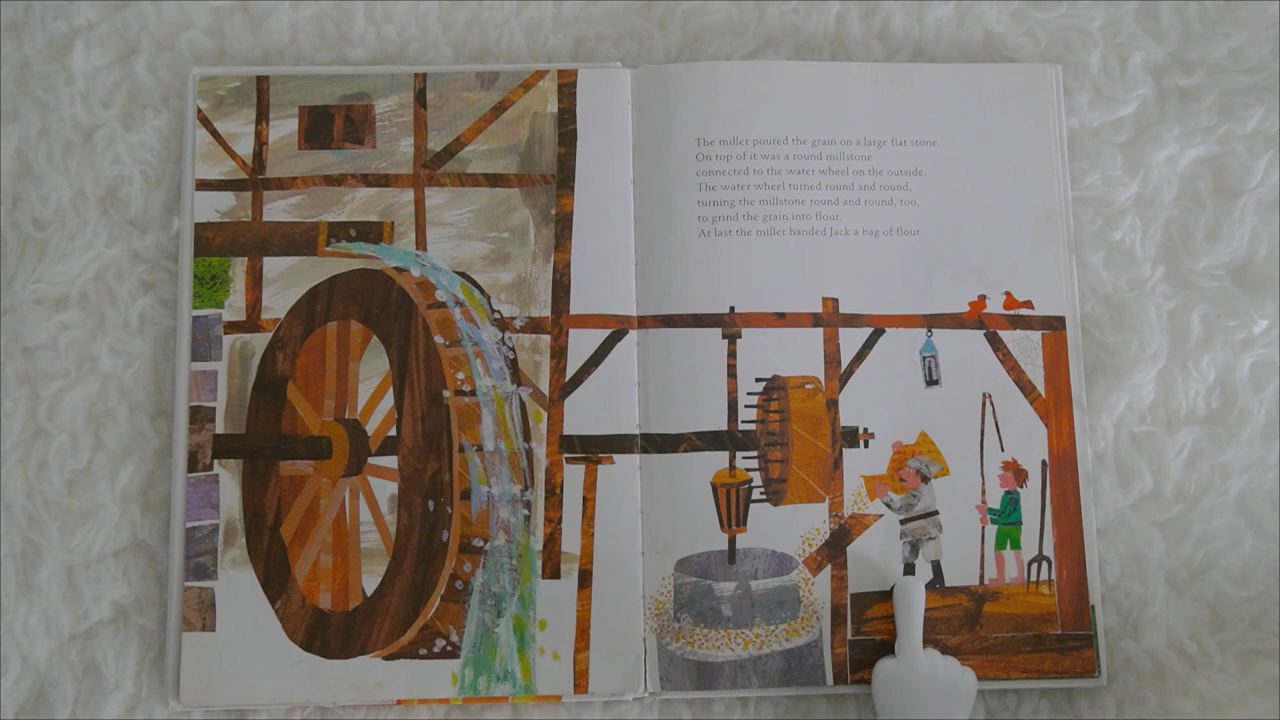 The miller poured the grain on a large flat stone.
On top of it was a round millstone
connected to the water wheel on the outside.
The water wheel turned round and round,
turning the millstone round and round, too,
to grind the grain into flour.
At last the miller handed Jack a bag of flour.